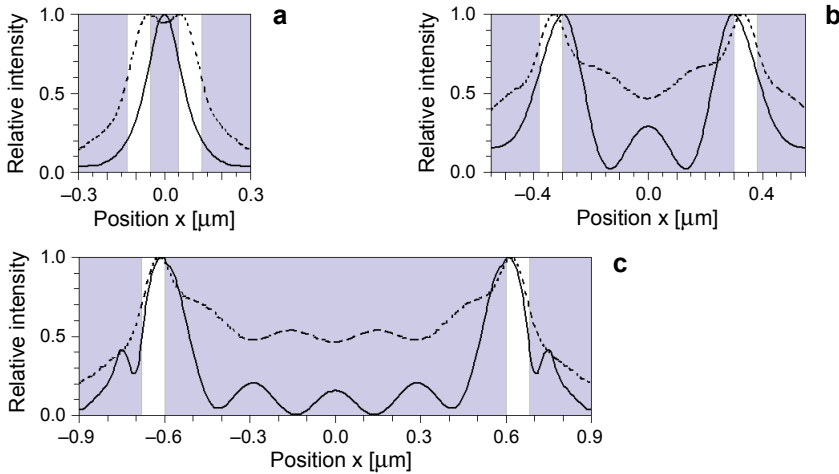 a
Relative intensity
1.0
0.5
0.0
−0.3 0.0 0.3
Position x [μm]
b
Relative intensity
1.0
0.5
0.0
−0.4 0.0 0.4
Position x [μm]
c
Relative intensity
1.0
0.5
0.0
−0.9 −0.6 −0.3 0.0 0.3 0.6 0.9
Position x [μm]